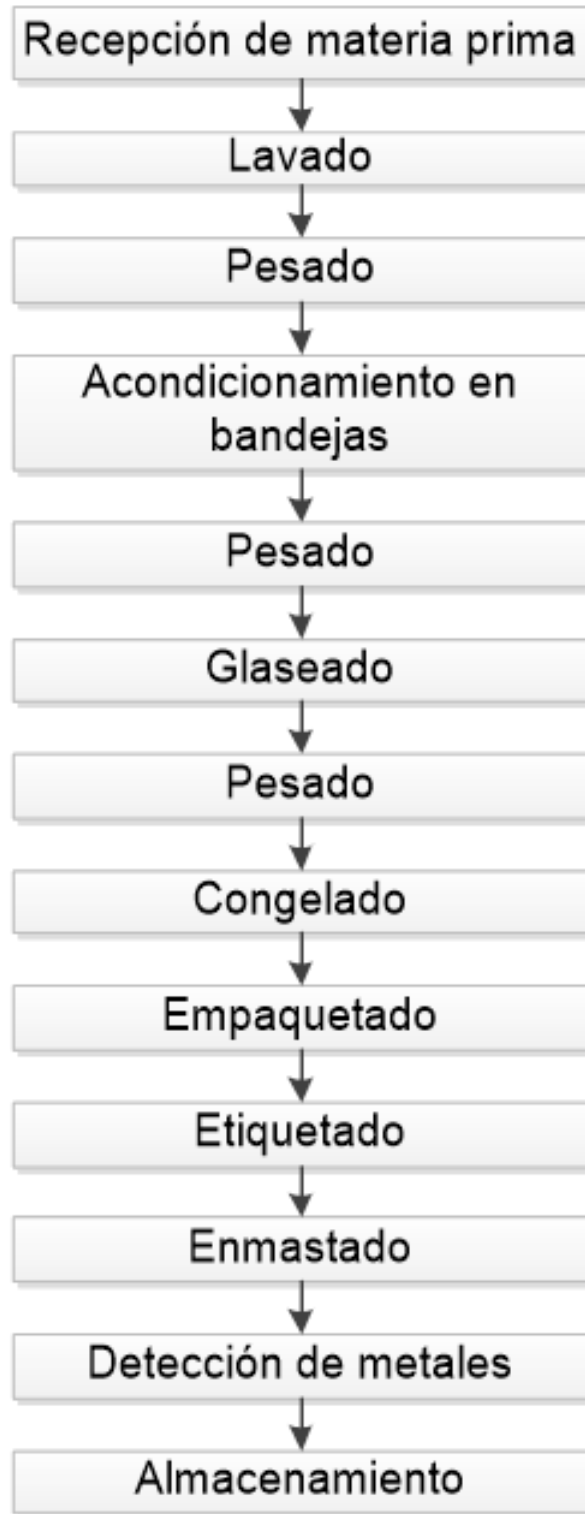 Recepción de materia prima
Lavado
Pesado
Acondicionamiento en
bandejas
Pesado
Glaseado
Pesado
Congelado
Empaquetado
Etiquetado
Enmastado
Detección de metales
Almacenamiento